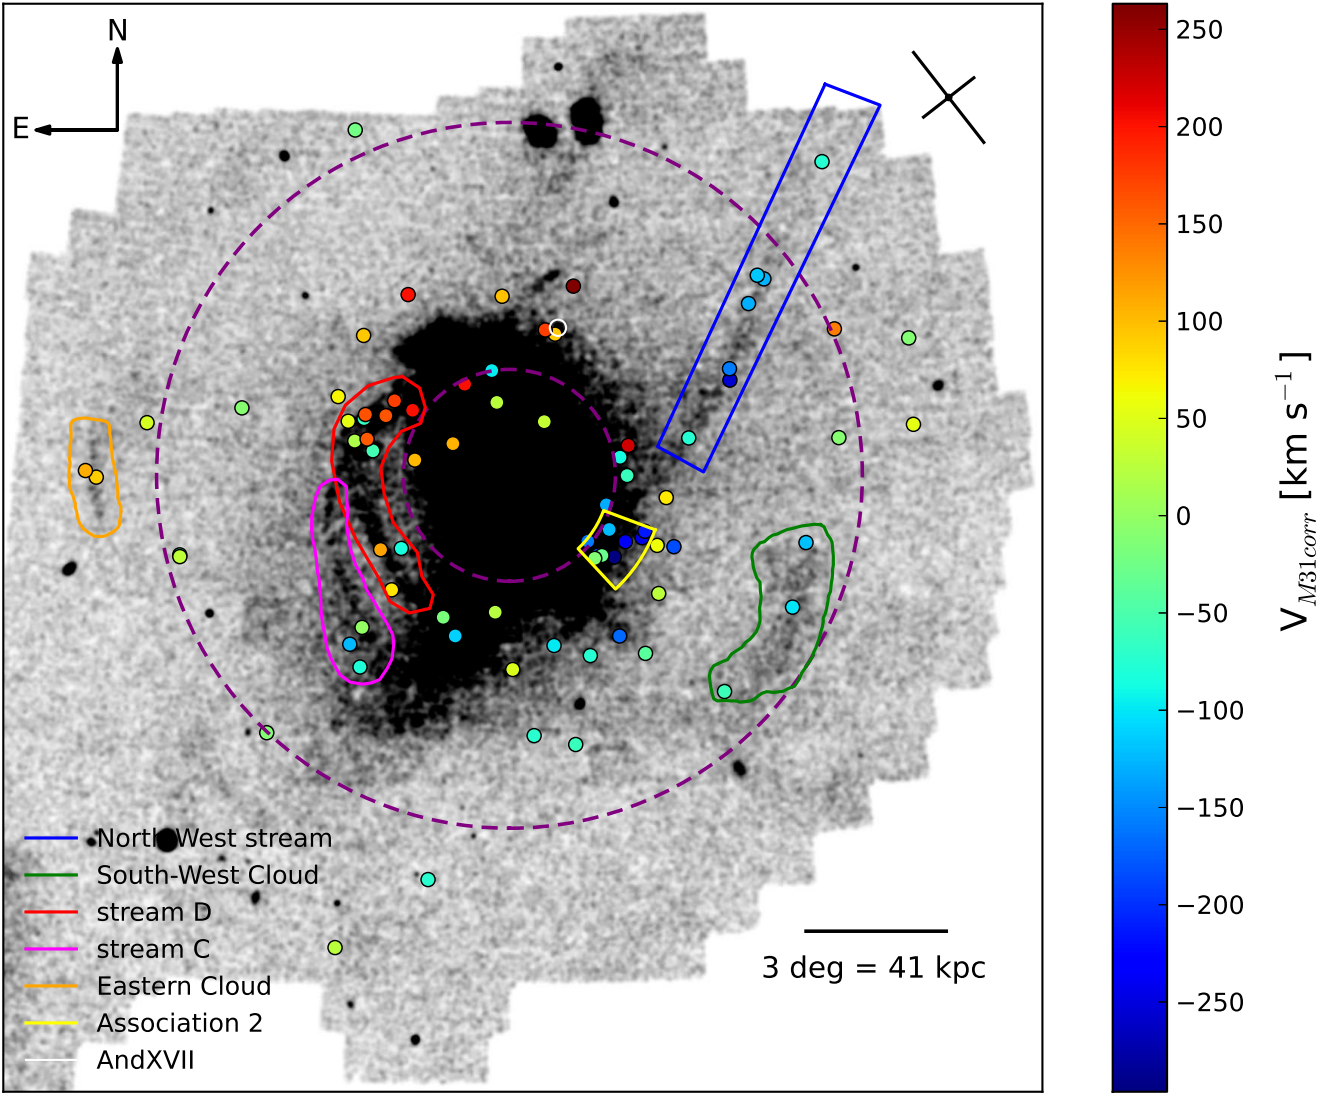 N
E
North-West stream
South-West Cloud
stream D
stream C
Eastern Cloud
Association 2
AndXVII
3 deg = 41 kpc
250
200
150
100
50
0
−50
−100
−150
−200
−250
V_M31corr [km s⁻¹]